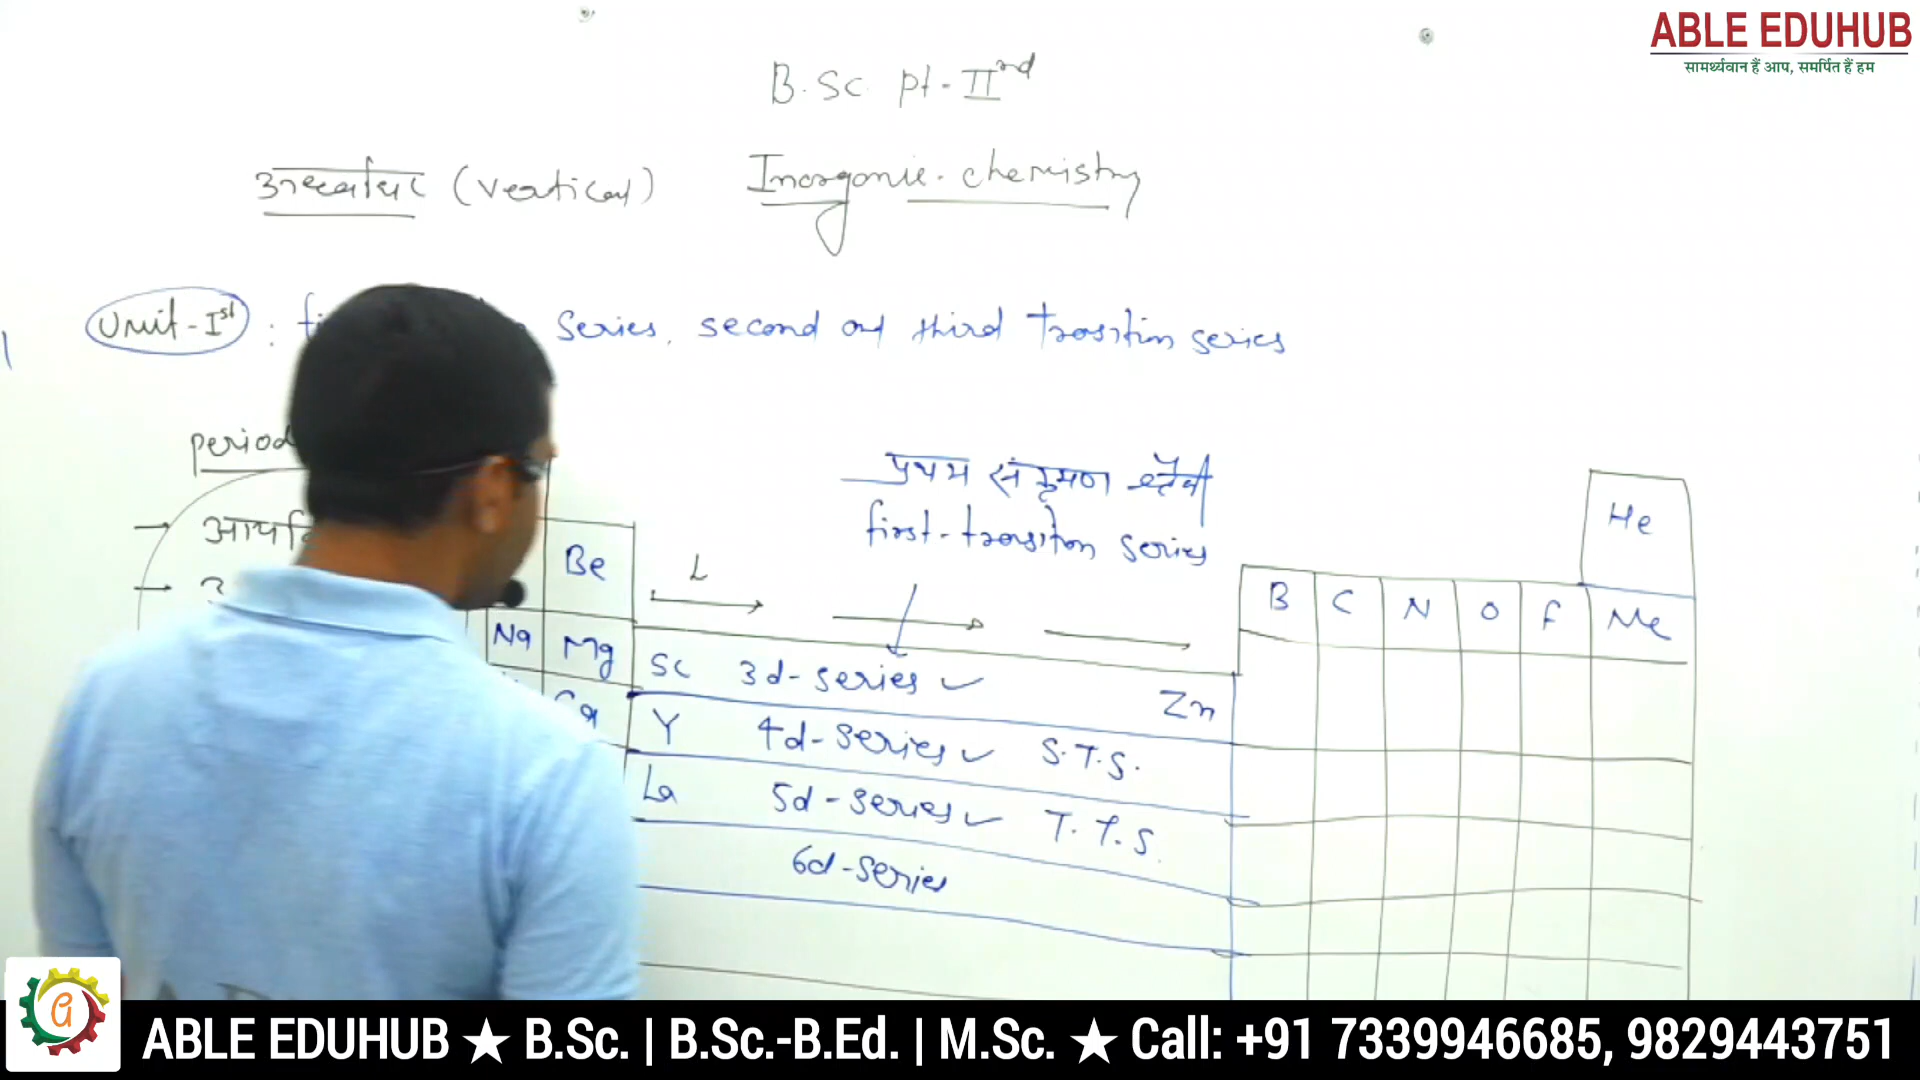 ABLE EDUHUB
सामर्थ्यवान हैं आप, समर्पित हैं हम
B.Sc. Pt-IInd
(vertical) Inorganic chemistry
Unit-Ist : Series, second and third Transition series
period
प्रथम संक्रमण श्रेणी
first-transition series
He
Be L
B C N O F Ne
Na Mg Sc 3d-series ✓ Zn
Ca Y 4d-series ✓ S.T.S.
La 5d-series ✓ T.T.S.
6d-series
ABLE EDUHUB ★ B.Sc. | B.Sc.-B.Ed. | M.Sc. ★ Call: +91 7339946685, 9829443751